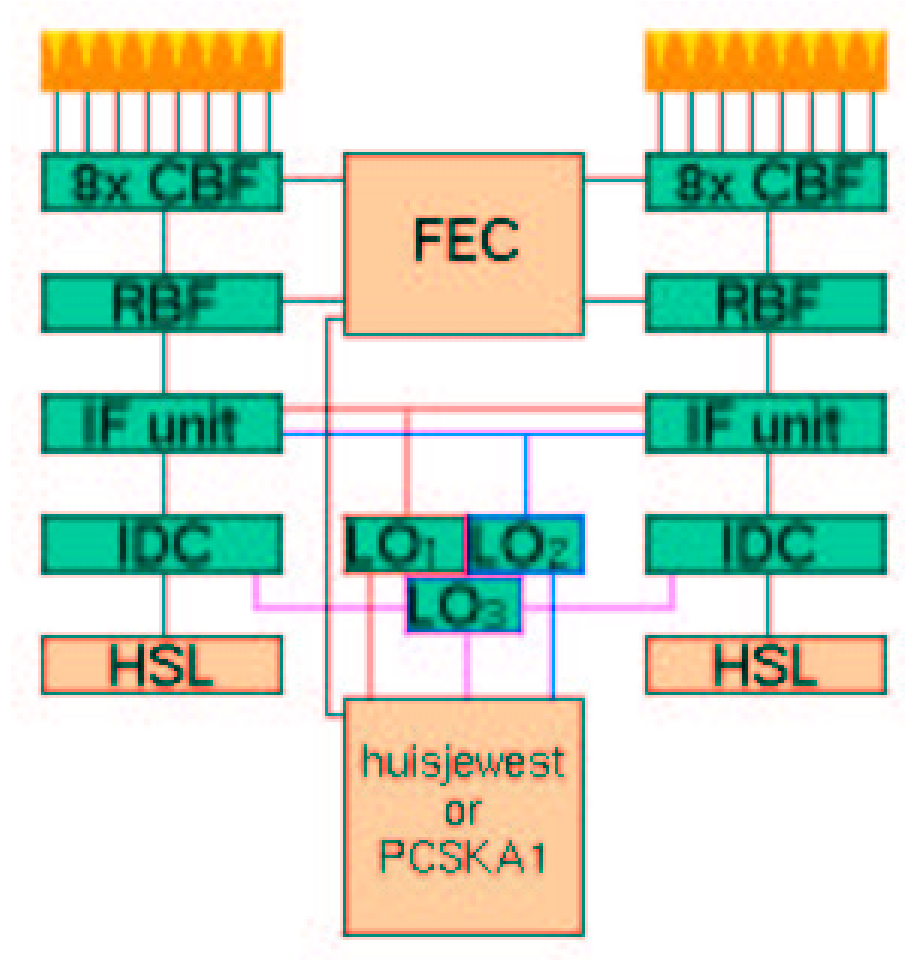 8x CBF
8x CBF
FEC
RBF
RBF
IF unit
IF unit
IDC
LO1
LO2
IDC
LO3
HSL
HSL
huisjewest
or
PCSKA1